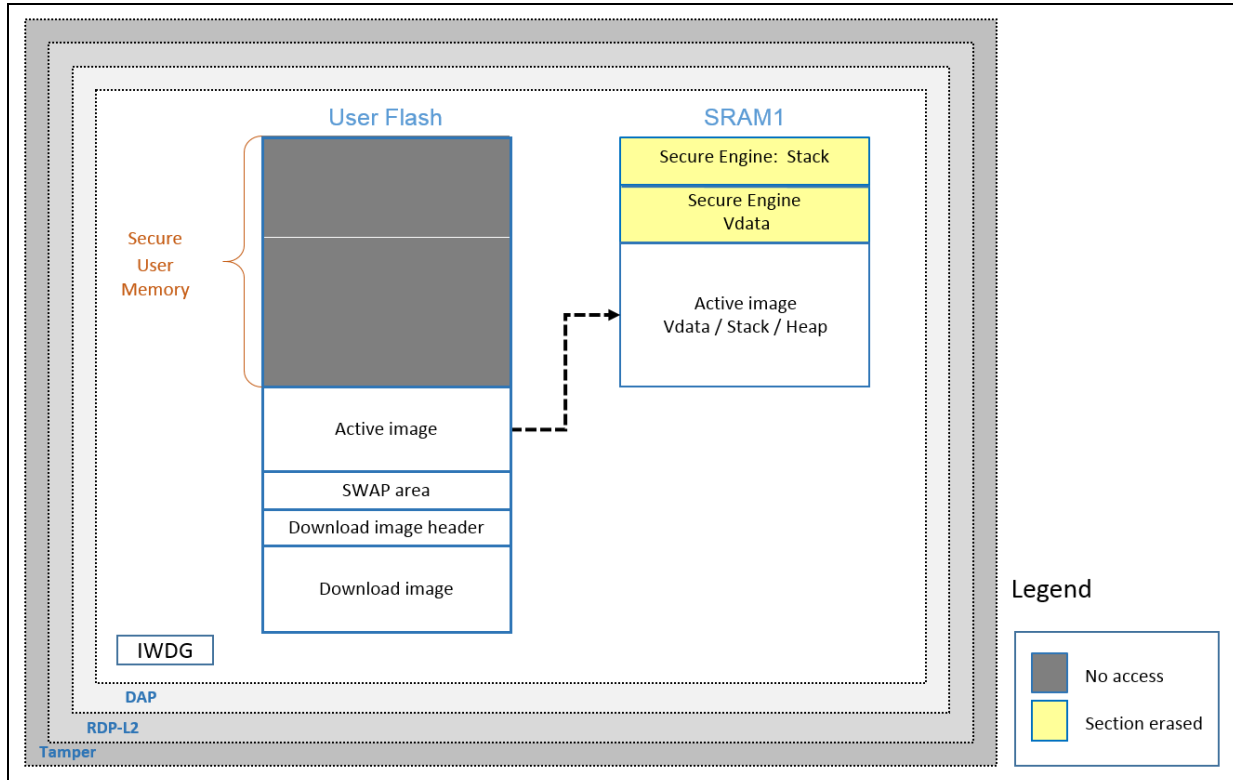 User Flash
SRAM1
Secure Engine: Stack
Secure Engine
Vdata
Secure
User
Memory
Active image
Vdata / Stack / Heap
Active image
SWAP area
Download image header
Download image
IWDG
DAP
RDP-L2
Tamper
Legend
No access
Section erased